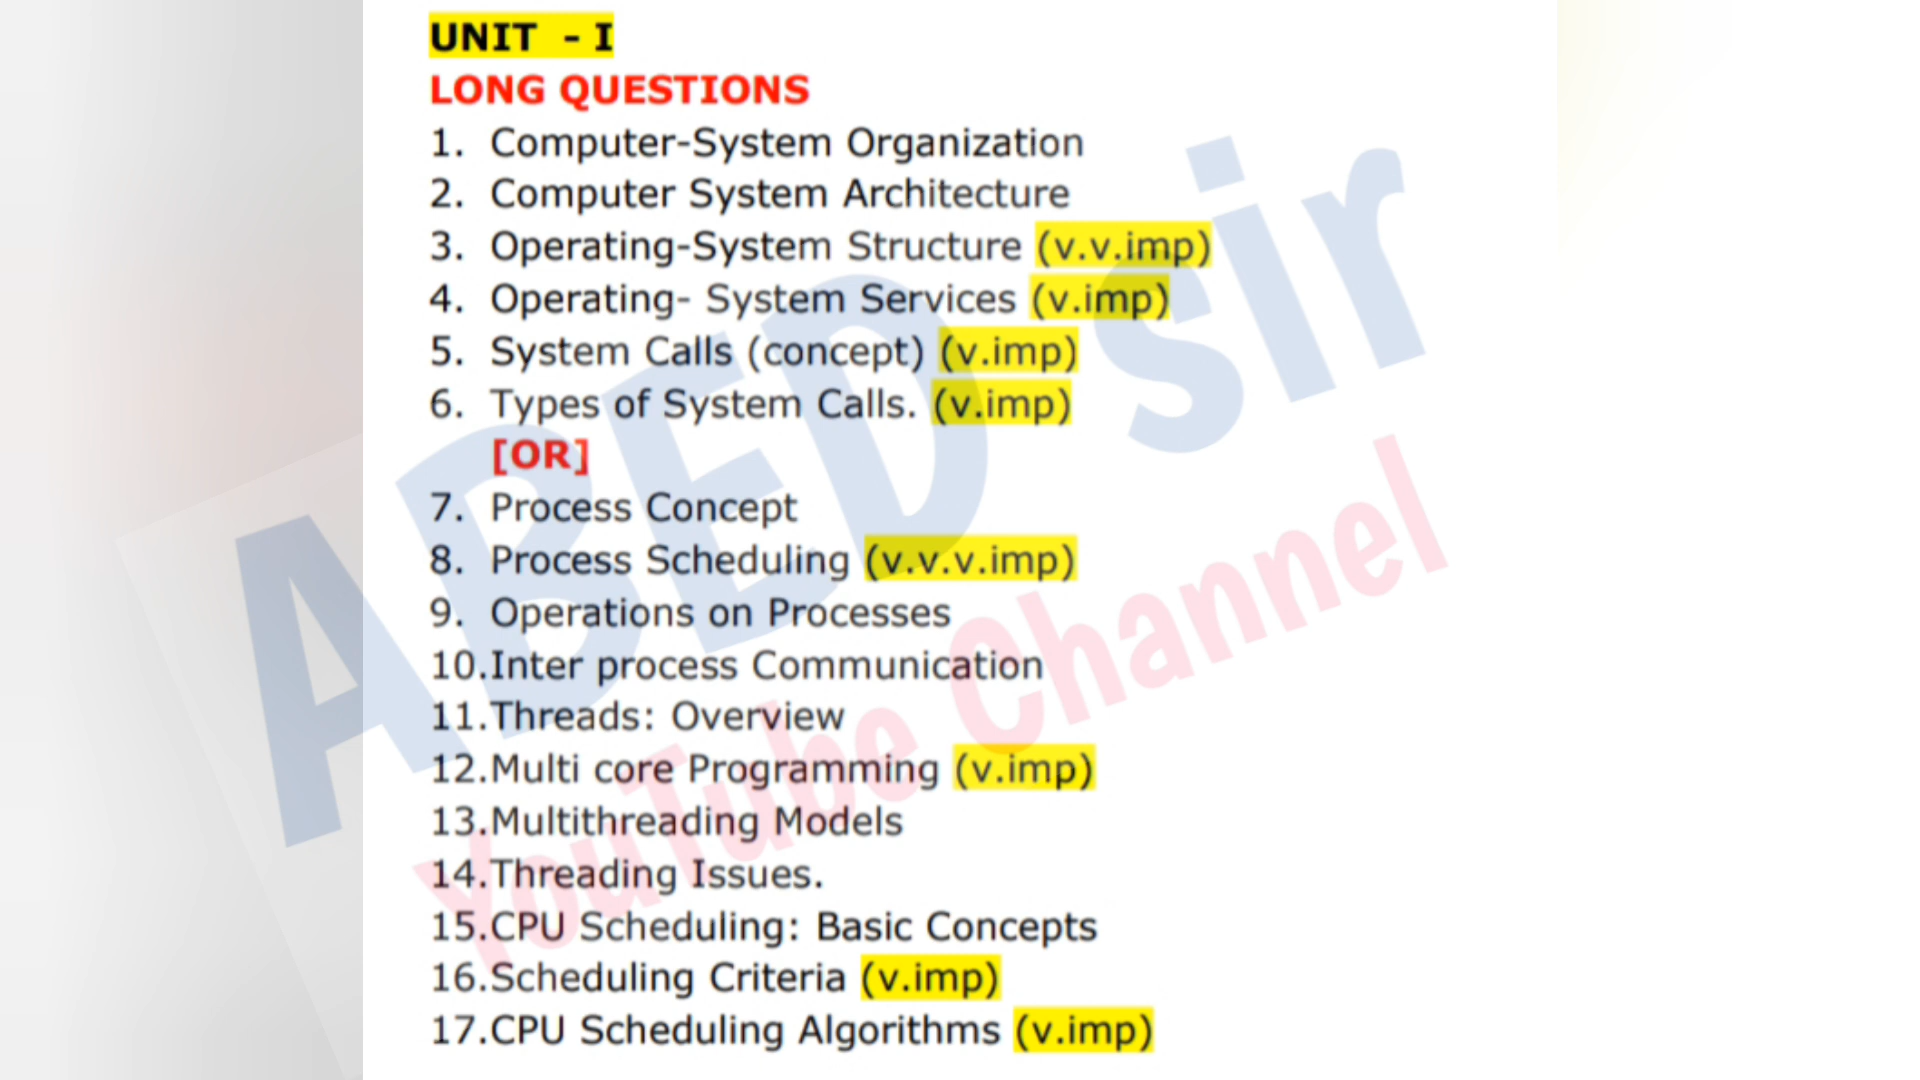 UNIT - I
LONG QUESTIONS
1. Computer-System Organization
2. Computer System Architecture
3. Operating-System Structure (v.v.imp)
4. Operating- System Services (v.imp)
5. System Calls (concept) (v.imp)
6. Types of System Calls. (v.imp)
[OR]
7. Process Concept
8. Process Scheduling (v.v.v.imp)
9. Operations on Processes
10.Inter process Communication
11.Threads: Overview
12.Multi core Programming (v.imp)
13.Multithreading Models
14.Threading Issues.
15.CPU Scheduling: Basic Concepts
16.Scheduling Criteria (v.imp)
17.CPU Scheduling Algorithms (v.imp)
ABED sir
YouTube Channel